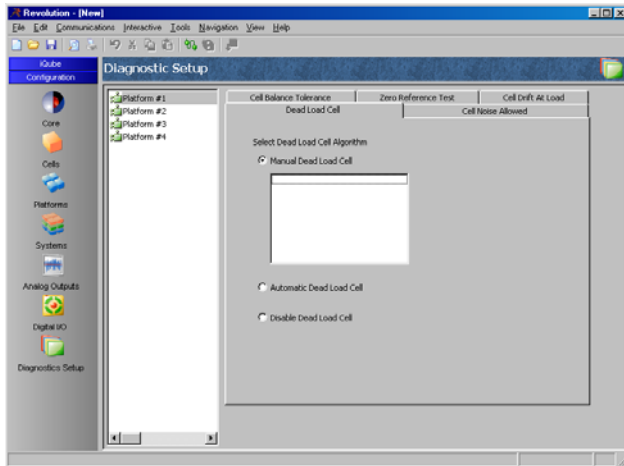 Revolution - [New]
File Edit Communications Interactive Tools Navigation View Help
iQube
Configuration
Diagnostic Setup
Core
Cells
Platforms
Systems
Analog Outputs
Digital I/O
Diagnostics Setup
Platform #1
Platform #2
Platform #3
Platform #4
Cell Balance Tolerance Zero Reference Test Cell Drift At Load
Dead Load Cell Cell Noise Allowed
Select Dead Load Cell Algorithm
Manual Dead Load Cell
Automatic Dead Load Cell
Disable Dead Load Cell